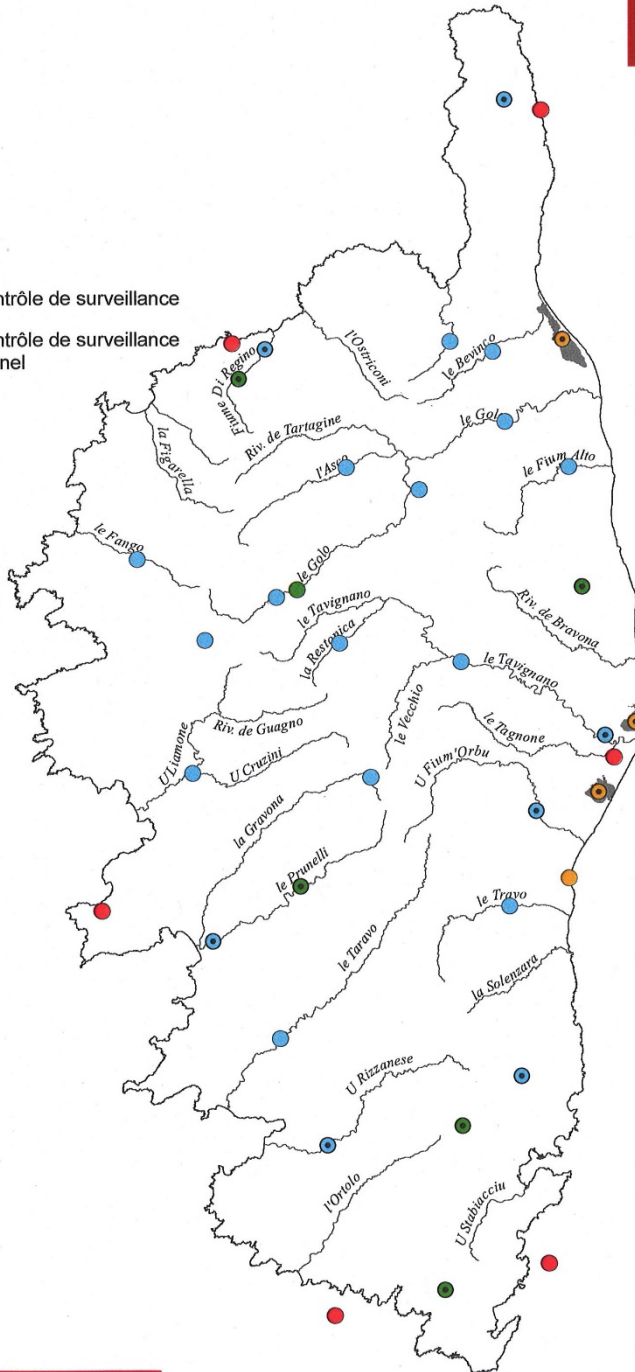 ntrôle de surveillance
ntrôle de surveillance
nel
l'Ostriconi
le Bevinco
Fiume Di Regino
la Figarella
Riv. de Tartagine
l'Asco
le Golo
le Fium Alto
le Fango
le Golo
le Tavignano
la Restonica
Riv. de Bravona
le Tavignano
le Vecchio
le Tagnone
Riv. de Guagno
U Liamone
U Cruzini
U Fium'Orbu
la Gravona
le Prunelli
le Travo
le Taravo
la Solenzara
U Rizzanese
l'Ortolo
U Stabiacciu